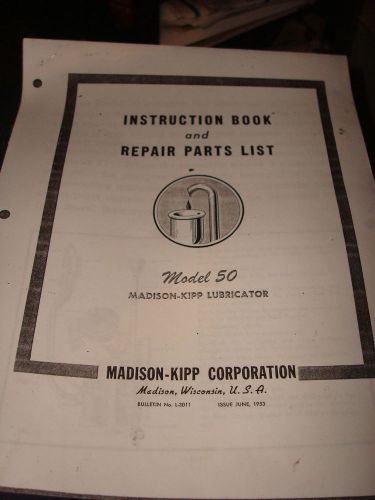 INSTRUCTION BOOK
and
REPAIR PARTS LIST
Model 50
MADISON-KIPP LUBRICATOR
MADISON-KIPP CORPORATION
Madison, Wisconsin, U. S. A.
BULLETIN No. L-3011 ISSUE JUNE, 1953